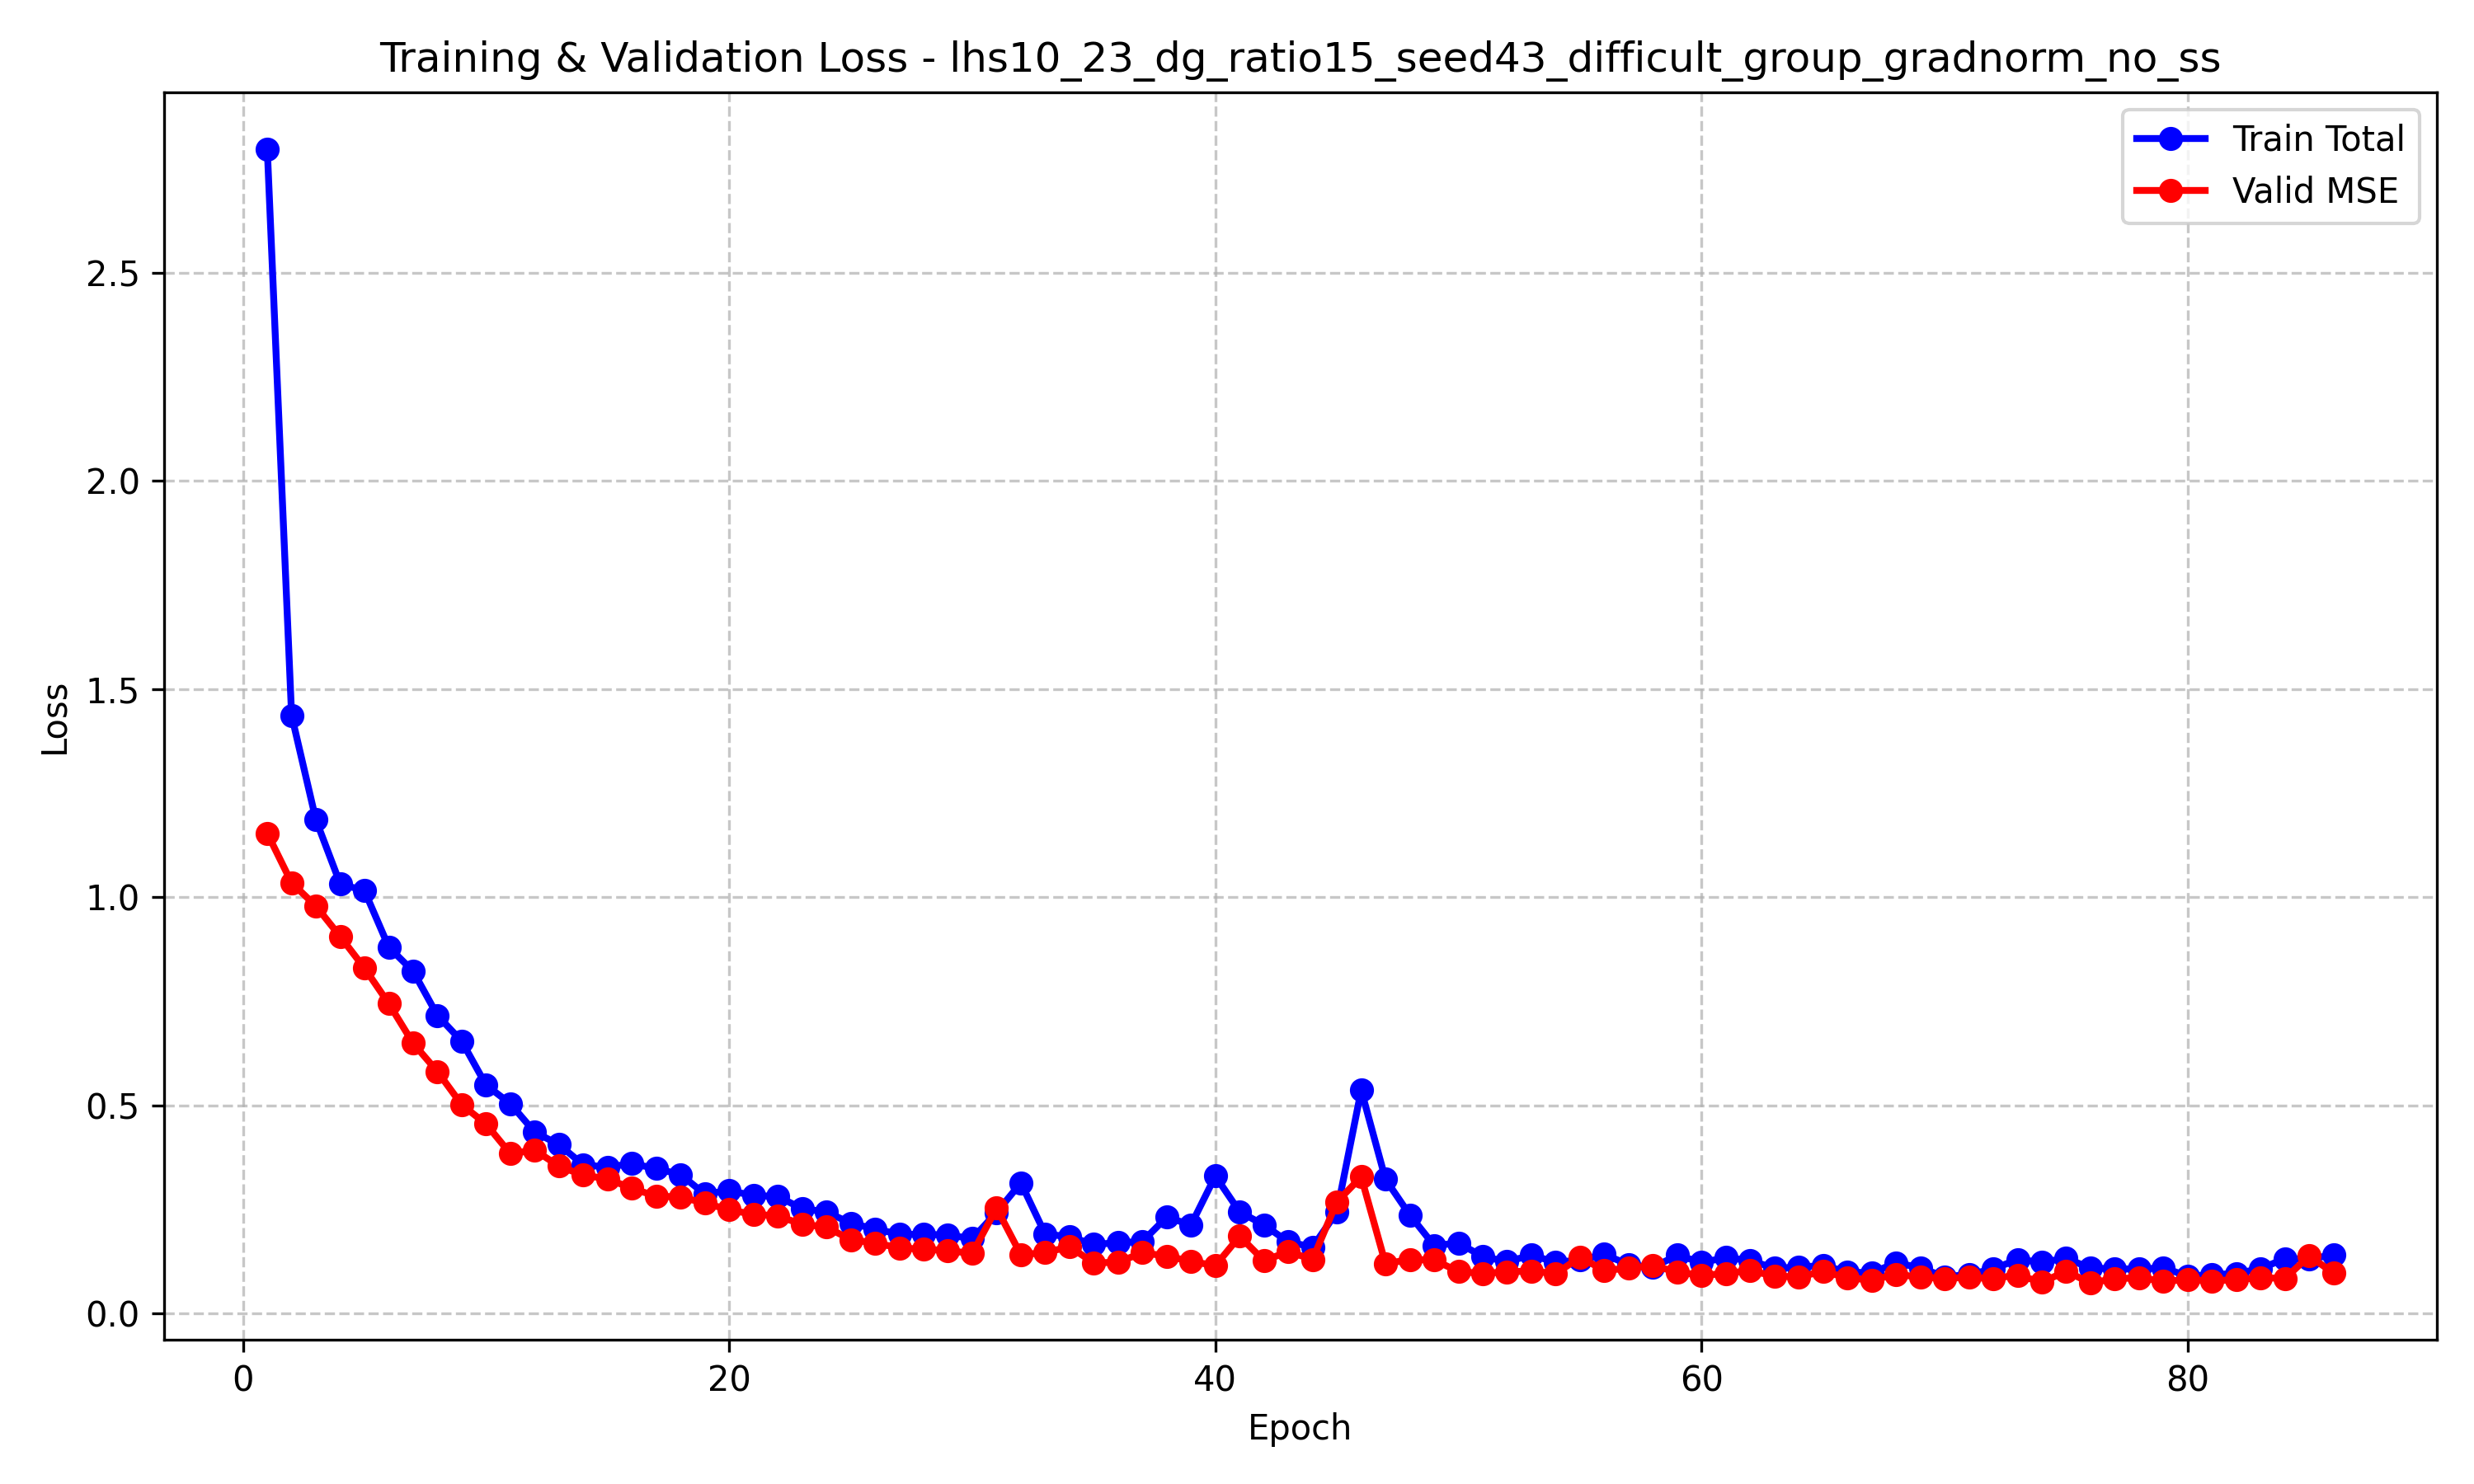 Training & Validation Loss - lhs10_23_dg_ratio15_seed43_difficult_group_gradnorm_no_ss
Train Total
Valid MSE
2.5
2.0
1.5
1.0
0.5
0.0
Loss
0 20 40 60 80
Epoch